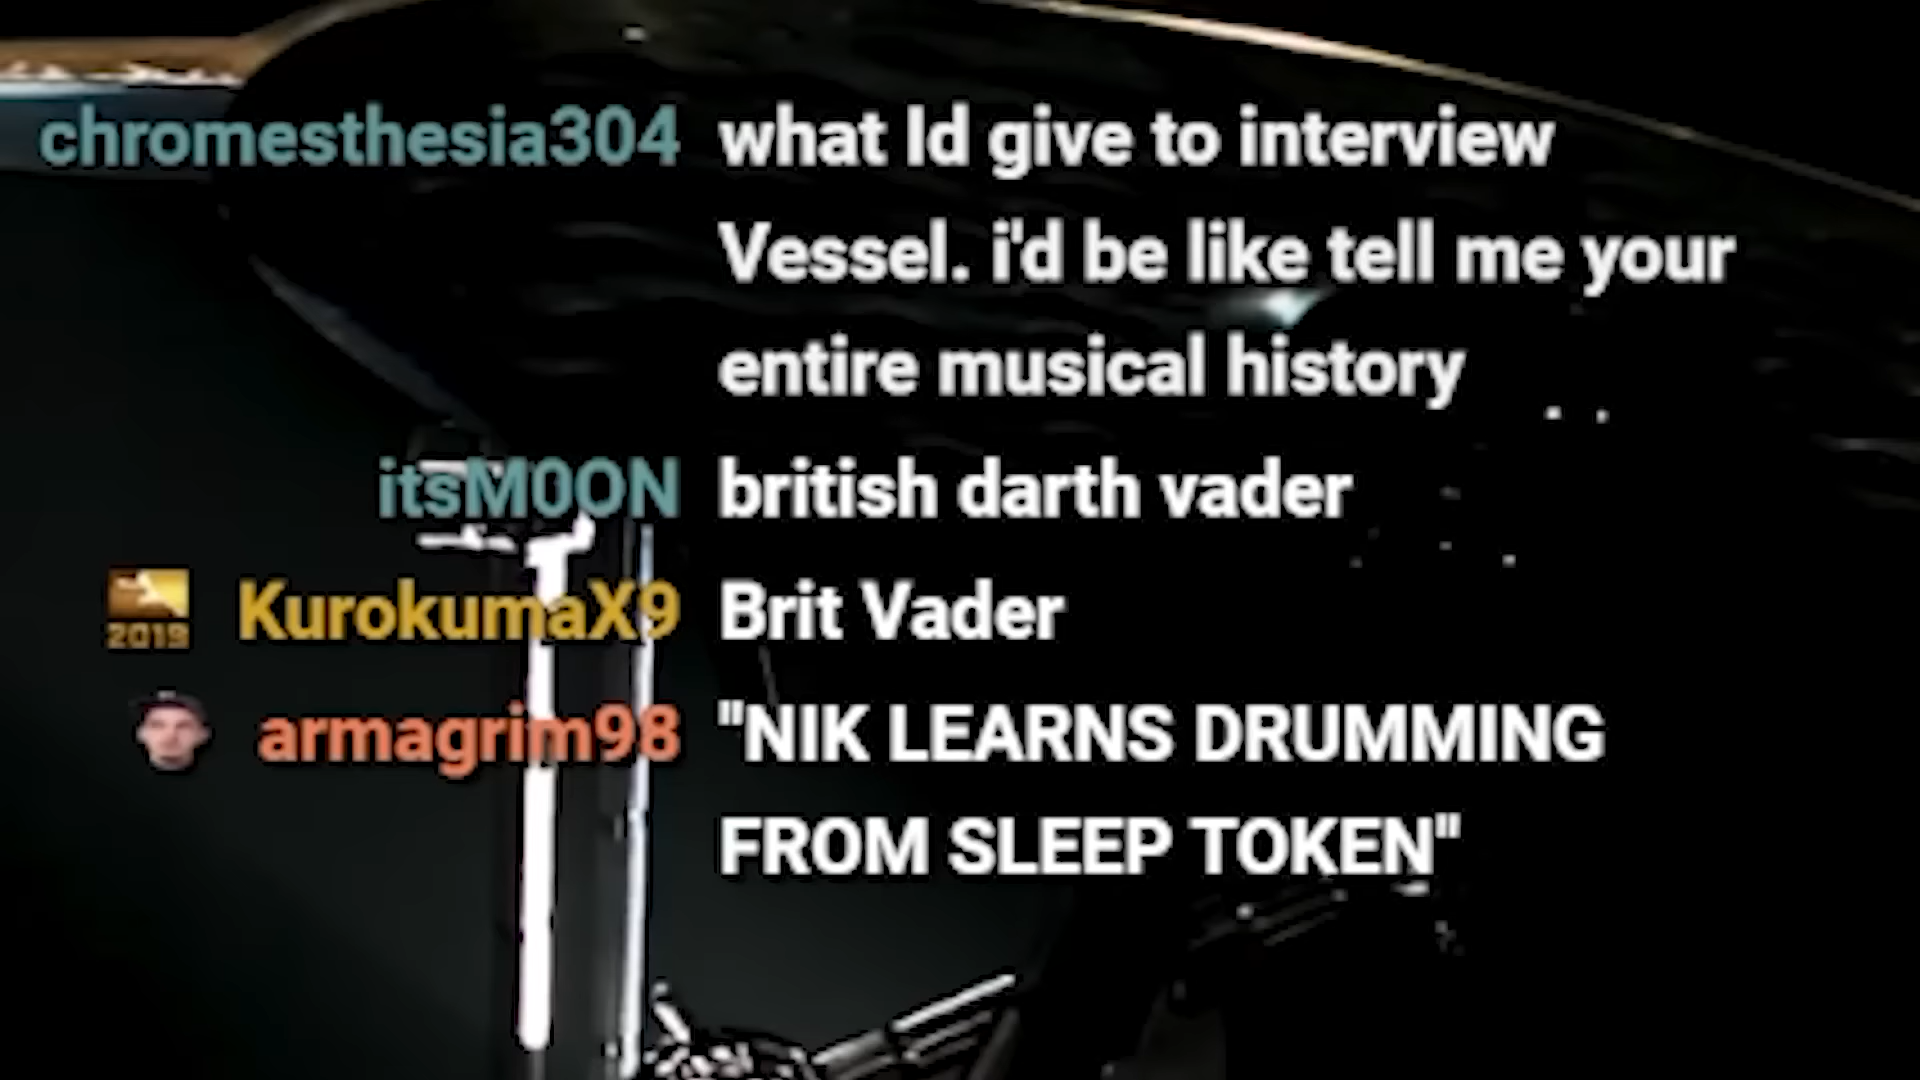 chromesthesia304 what Id give to interview
Vessel. i'd be like tell me your
entire musical history
itsM0ON british darth vader
2019 KurokumaX9 Brit Vader
armagrim98 "NIK LEARNS DRUMMING
FROM SLEEP TOKEN"